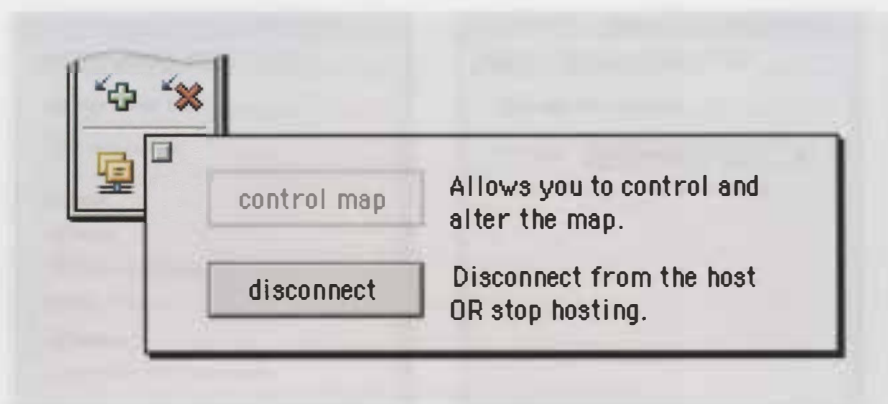 control map
Allows you to control and
alter the map.
disconnect
Disconnect from the host
OR stop hosting.